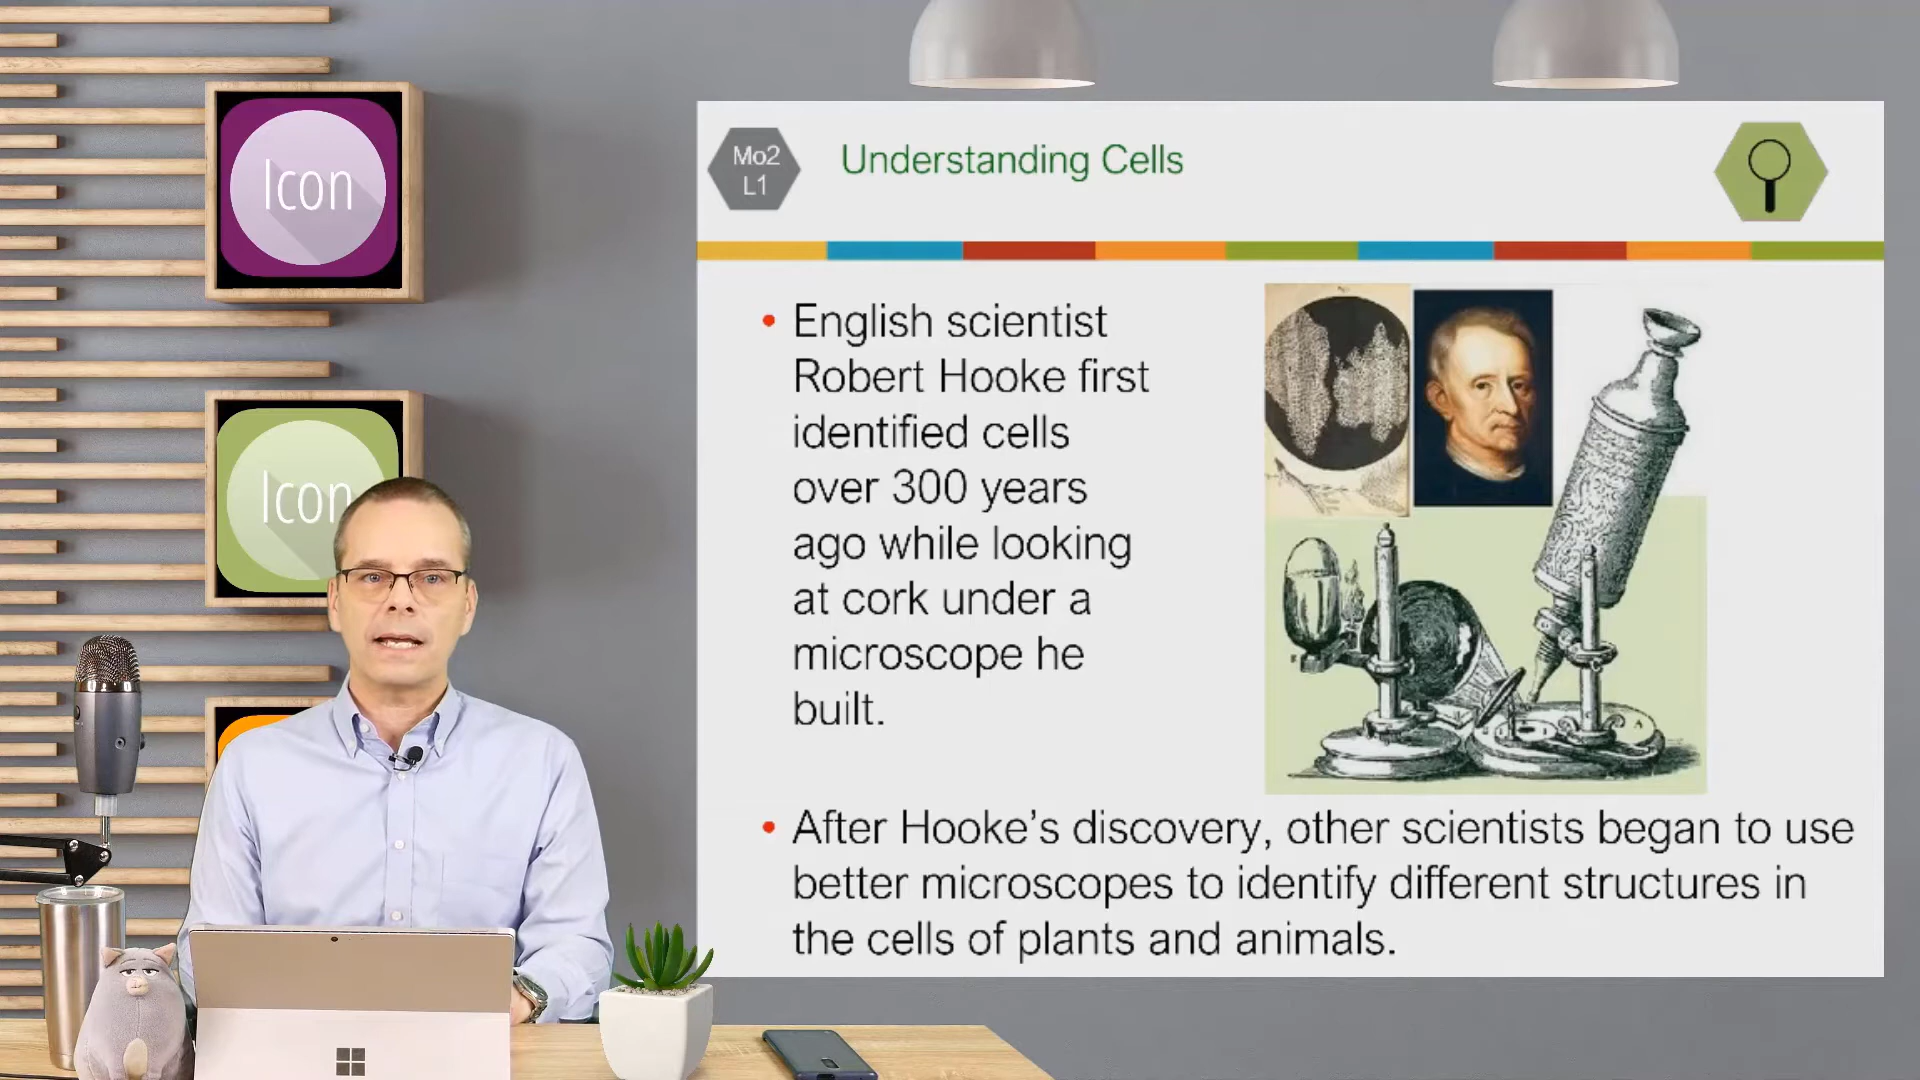 Icon
Icon
Mo2
L1
Understanding Cells
• English scientist
Robert Hooke first
identified cells
over 300 years
ago while looking
at cork under a
microscope he
built.
• After Hooke’s discovery, other scientists began to use
better microscopes to identify different structures in
the cells of plants and animals.